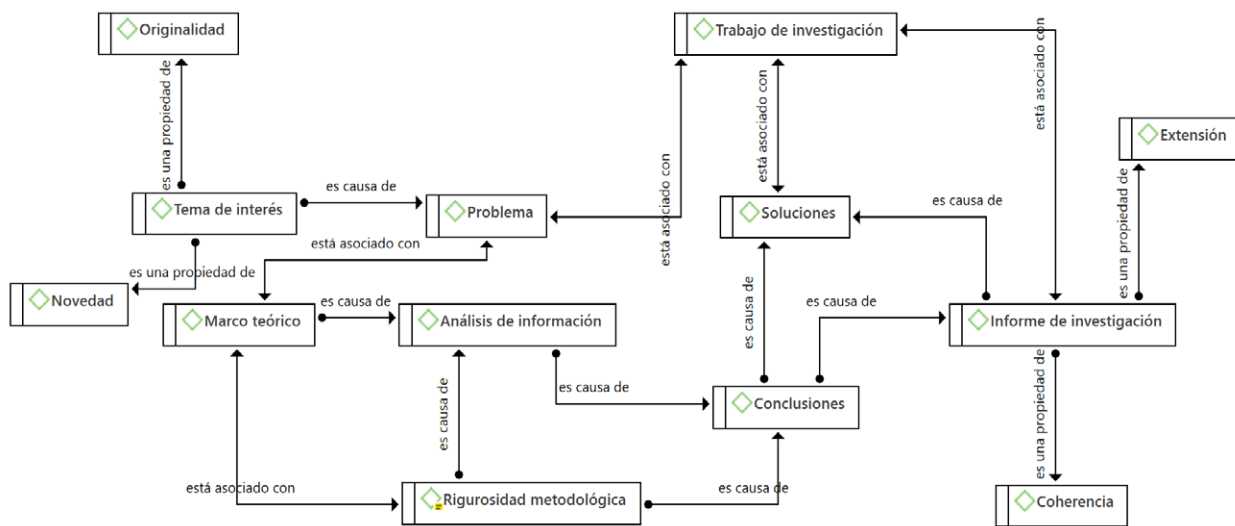 Originalidad
Trabajo de investigación
es una propiedad de
está asociado con
está asociado con
está asociado con
Extensión
es una propiedad de
Tema de interés
es causa de
Problema
Soluciones
es causa de
está asociado con
es una propiedad de
Novedad
Marco teórico
es causa de
Análisis de información
es causa de
es causa de
Informe de investigación
es causa de
es causa de
Conclusiones
es una propiedad de
está asociado con
Rigurosidad metodológica
es causa de
Coherencia